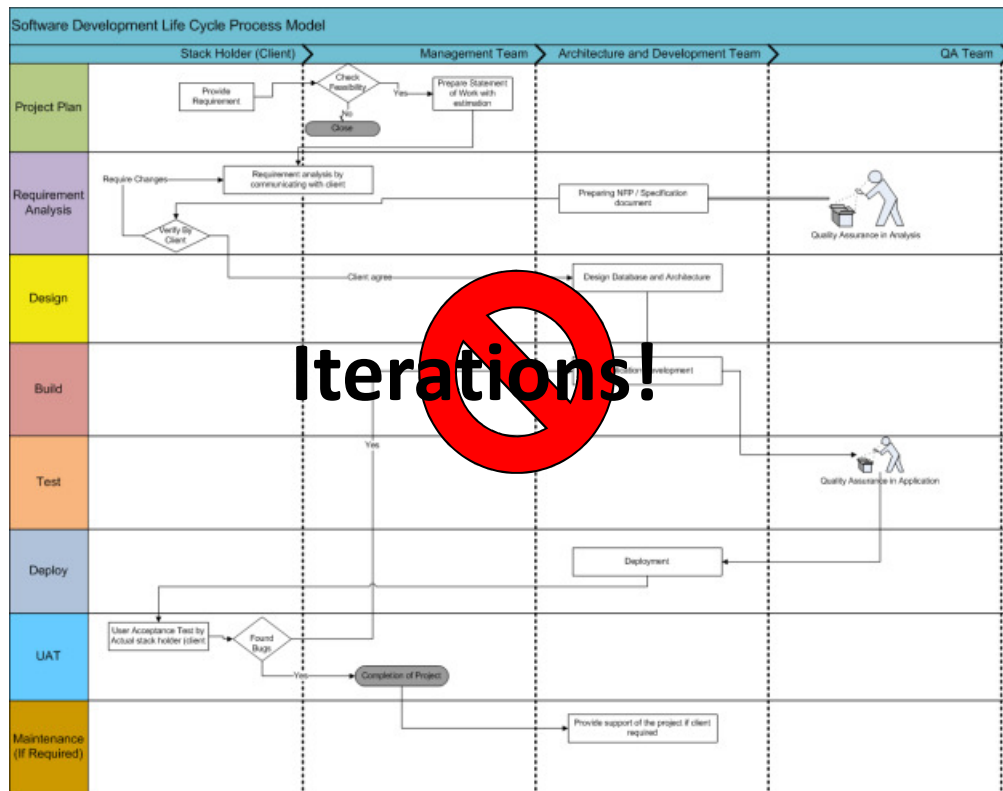 Software Development Life Cycle Process Model
Stack Holder (Client)
Management Team
Architecture and Development Team
QA Team
Project Plan
Provide
Requirement
Check
Feasibility
Yes
Prepare Statement
of Work with
estimation
No
Close
Requirement
Analysis
Require Changes
Requirement analysis by
communicating with client
Preparing NFP / Specification
document
Verify By
Client
Quality Assurance in Analysis
Design
Client agree
Design Database and Architecture
Iterations!
Build
Yes
Test
Quality Assurance in Application
Deploy
Deployment
UAT
User Acceptance Test by
Actual stack holder (client
Found
Bugs
Yes
Completion of Project
Maintenance
(If Required)
Provide support of the project if client
required